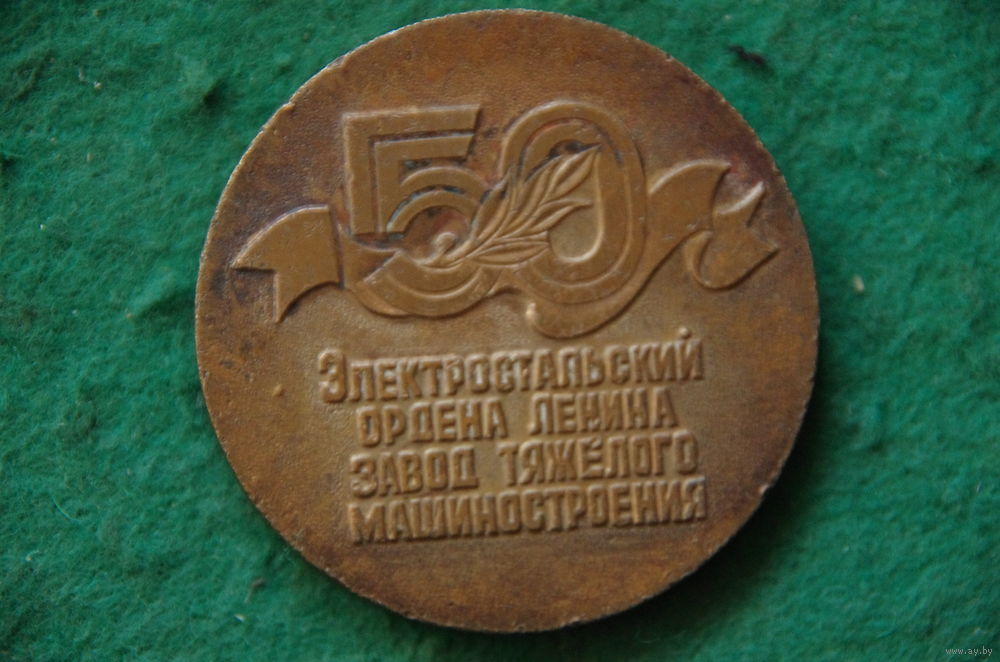 50
Электростальский
ордена Ленина
завод тяжёлого
машиностроения
www.ay.by